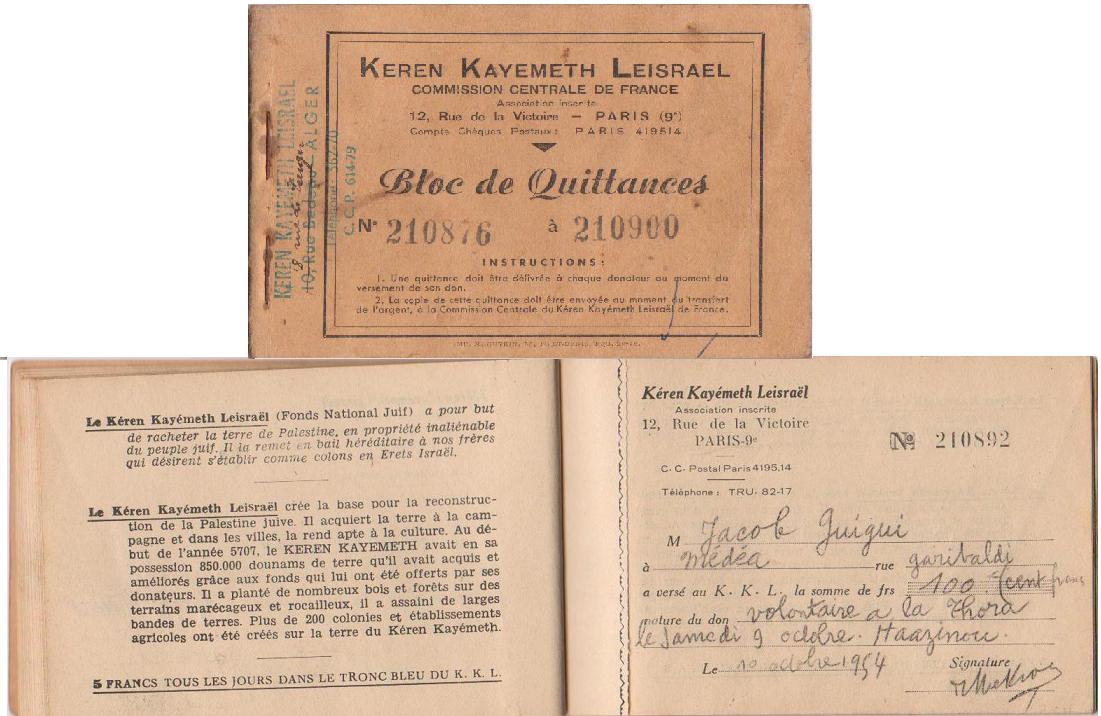 KEREN KAYEMETH LEISRAEL
COMMISSION CENTRALE DE FRANCE
Association inscrite
12, Rue de la Victoire — PARIS (9e)
Compte Chèques Postaux : PARIS 419514
Bloc de Quittances
N° 210876 à 210900
INSTRUCTIONS :
1. Une quittance doit être délivrée à chaque donateur au moment du
versement de son don.
2. La copie de cette quittance doit être envoyée au moment du transfert
de l'argent, à la Commission Centrale du Kéren Kayémeth Leisraël de France.
KEREN KAYEMETH LEISRAEL
10, Rue Bedeau - ALGER
Téléphone: 362-70
C.C.P. 614-79
Le Kéren Kayémeth Leisraël (Fonds National Juif) a pour but
de racheter la terre de Palestine, en propriété inaliénable
du peuple juif. Il la remet en bail héréditaire à nos frères
qui désirent s'établir comme colons en Erets Israël.
Le Kéren Kayémeth Leisraël crée la base pour la reconstruc-
tion de la Palestine juive. Il acquiert la terre à la cam-
pagne et dans les villes, la rend apte à la culture. Au dé-
but de l'année 5707, le KEREN KAYEMETH avait en sa
possession 850.000 dounams de terre qu'il avait acquis et
améliorés grâce aux fonds qui lui ont été offerts par ses
donateurs. Il a planté de nombreux bois et forêts sur des
terrains marécageux et rocailleux, il a assaini de larges
bandes de terres. Plus de 200 colonies et établissements
agricoles ont été créés sur la terre du Kéren Kayémeth.
5 FRANCS TOUS LES JOURS DANS LE TRONC BLEU DU K. K. L.
Kéren Kayémeth Leisraël
Association inscrite
12, Rue de la Victoire
PARIS-9e
N° 210892
C. C. Postal Paris 4195.14
Téléphone : TRU. 82-17
M Jacob Guigui
à Médéa rue garibaldi
a versé au K. K. L. la somme de frs 100 (cent francs
nature du don volontaire a la Thora
le Samedi 9 octobre. Haazinou.
Le 10 octobre 1954 Signature